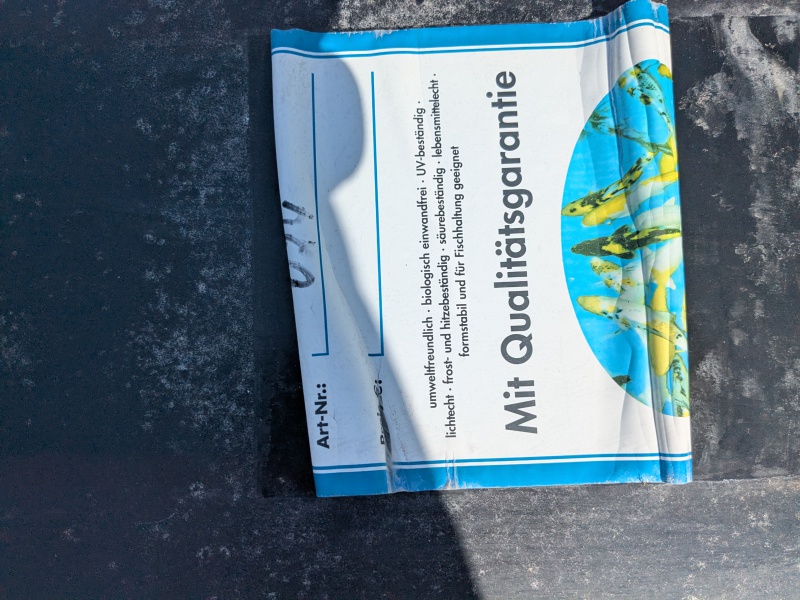 Mit Qualitätsgarantie
umweltfreundlich · biologisch einwandfrei · UV-beständig ·
lichtecht · frost- und hitzebeständig · säurebeständig · lebensmittelecht ·
formstabil und für Fischhaltung geeignet
Art-Nr.: